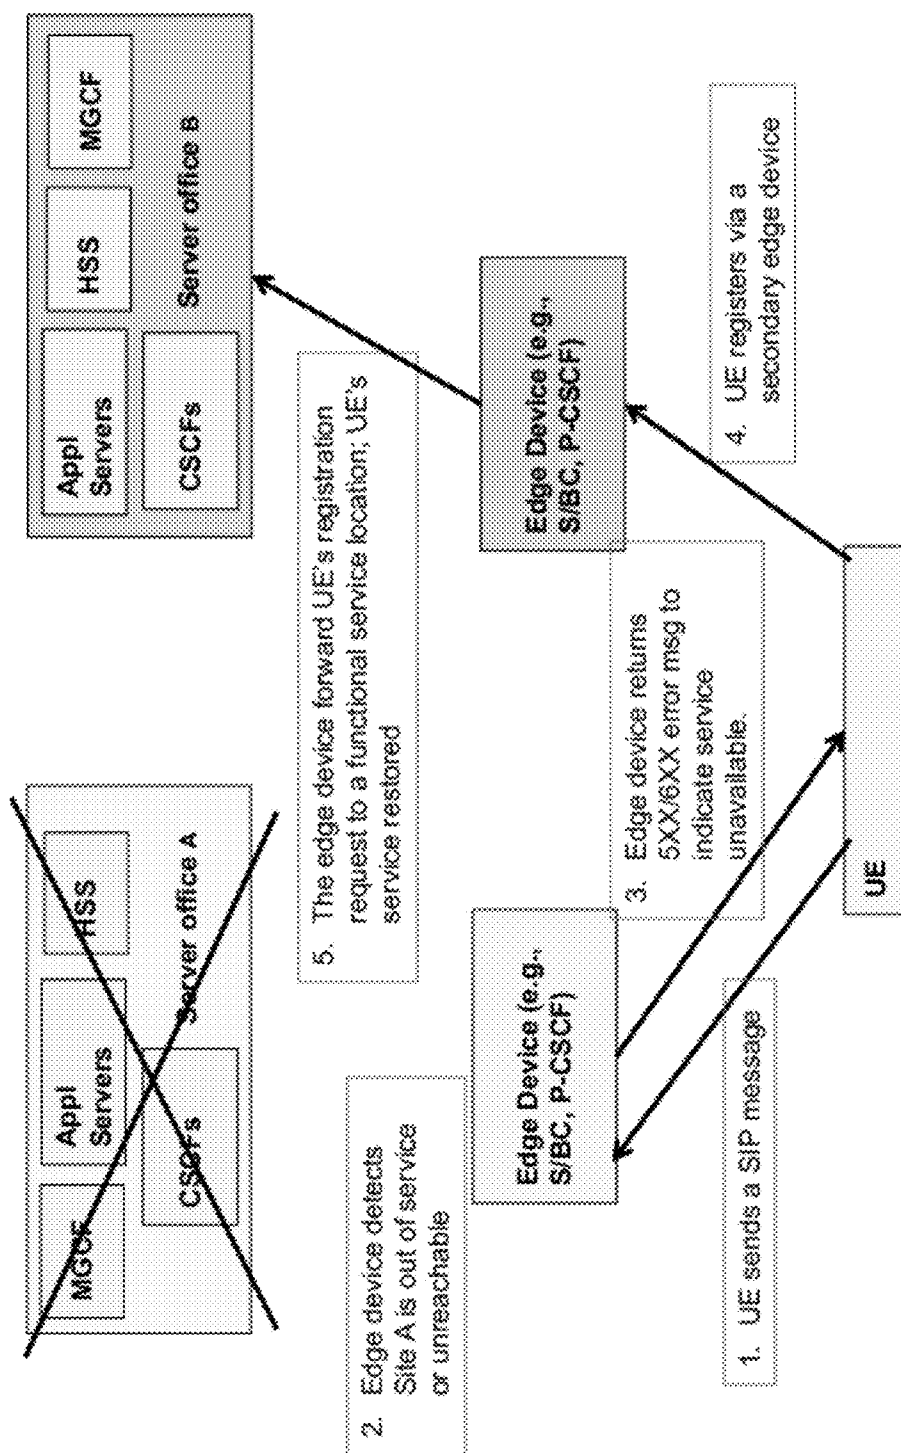 MGCF
Appl
Servers
HSS
CSCFs
Server office A
Appl
Servers
HSS
MGCF
CSCFs
Server office B
2. Edge device detects
Site A is out of service
or unreachable
5. The edge device forward UE's registration
request to a functional service location; UE's
service restored
Edge Device (e.g.,
S/BC, P-CSCF)
Edge Device (e.g.,
S/BC, P-CSCF)
3. Edge device returns
5XX/6XX error msg to
indicate service
unavailable.
1. UE sends a SIP message
4. UE registers via a
secondary edge device
UE